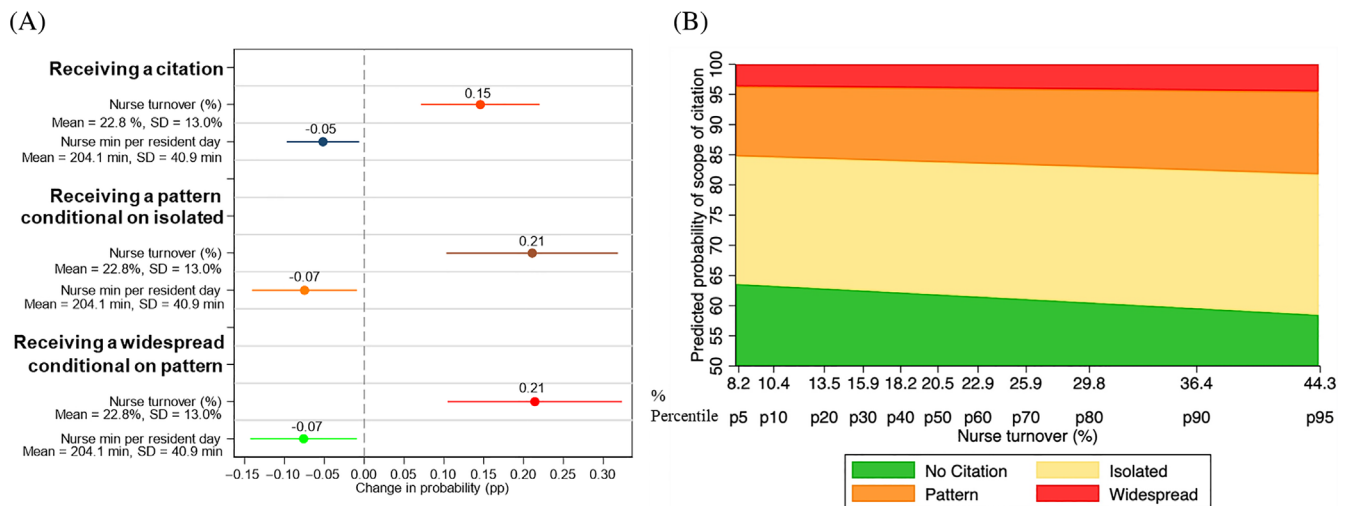 (A)
Receiving a citation
0.15
Nurse turnover (%)
Mean = 22.8 %, SD = 13.0%
-0.05
Nurse min per resident day
Mean = 204.1 min, SD = 40.9 min
Receiving a pattern
conditional on isolated
0.21
Nurse turnover (%)
Mean = 22.8%, SD = 13.0%
-0.07
Nurse min per resident day
Mean = 204.1 min, SD = 40.9 min
Receiving a widespread
conditional on pattern
0.21
Nurse turnover (%)
Mean = 22.8%, SD = 13.0%
-0.07
Nurse min per resident day
Mean = 204.1 min, SD = 40.9 min
−0.15 −0.10 −0.05 0.00 0.05 0.10 0.15 0.20 0.25 0.30
Change in probability (pp)
(B)
Predicted probability of scope of citation
100
95
90
85
80
75
70
65
60
55
50
8.2 10.4 13.5 15.9 18.2 20.5 22.9 25.9 29.8 36.4 44.3
%
Percentile p5 p10 p20 p30 p40 p50 p60 p70 p80 p90 p95
Nurse turnover (%)
No Citation Isolated
Pattern Widespread